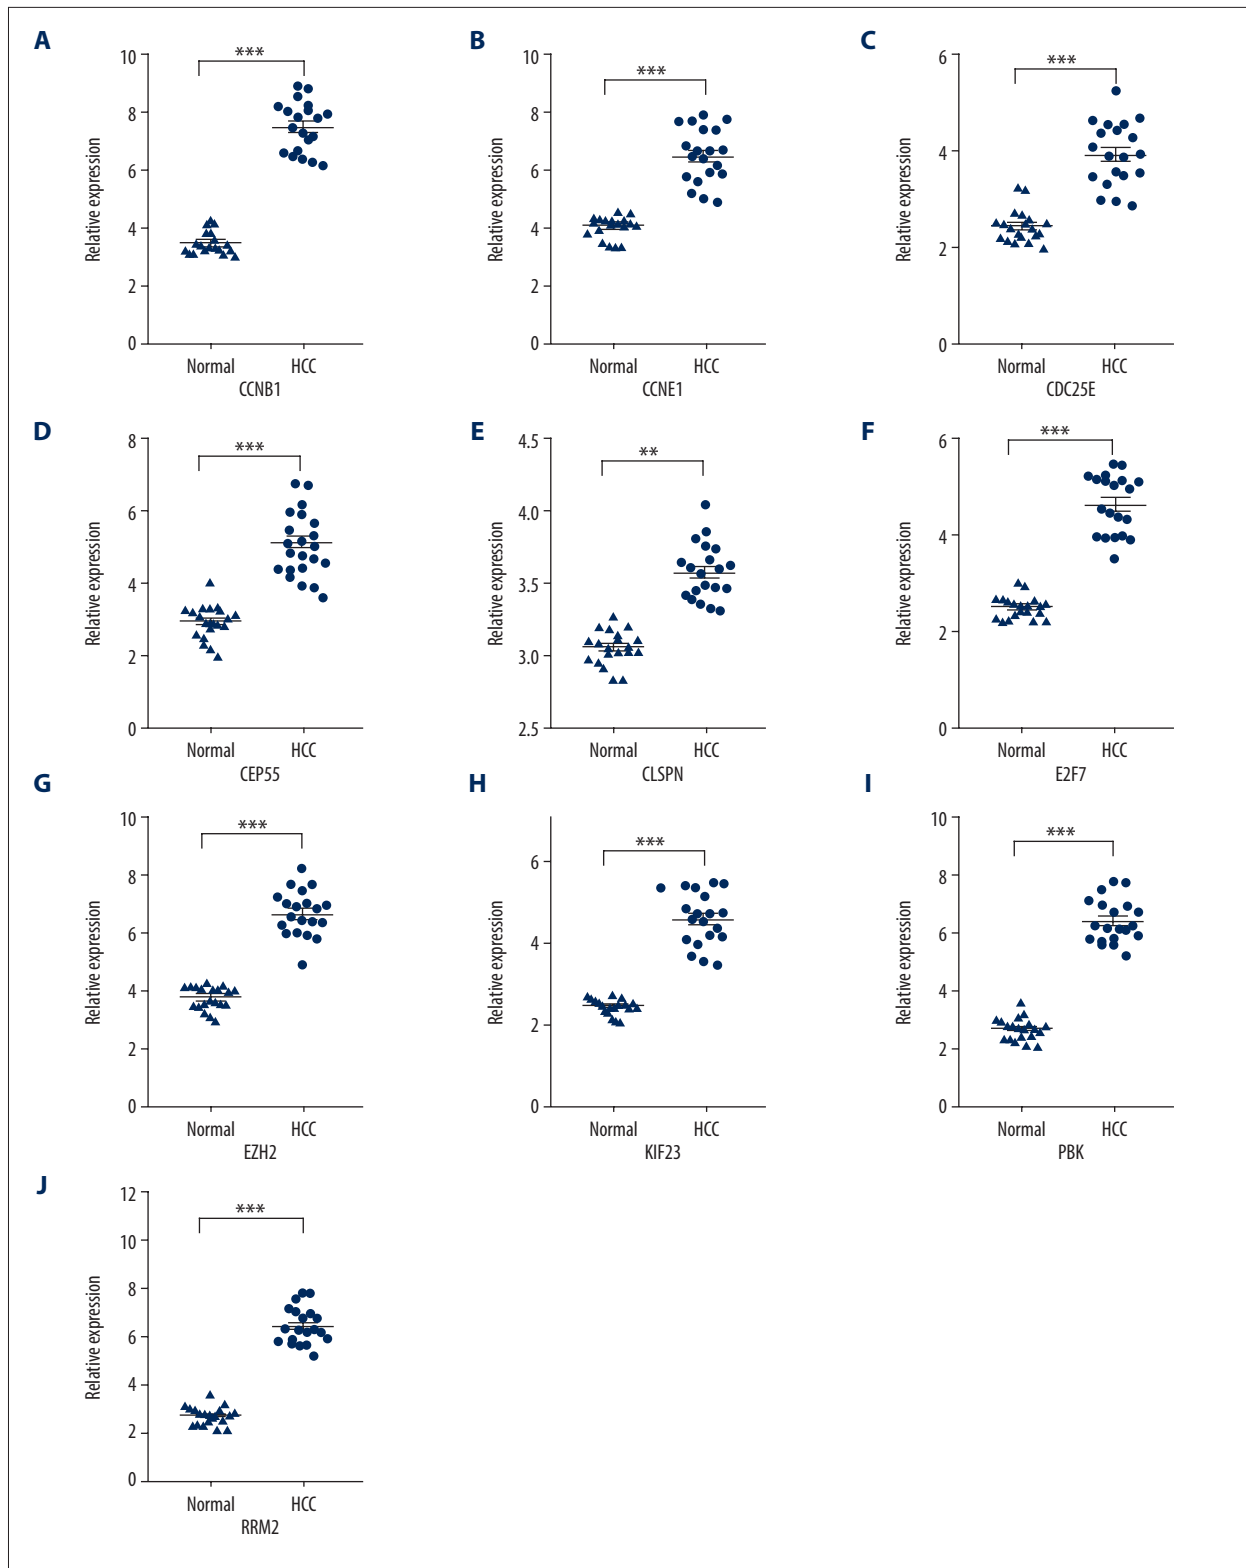 A
10
8
6
4
2
0
Relative expression
***
Normal HCC
CCNB1
B
10
8
6
4
2
0
Relative expression
***
Normal HCC
CCNE1
C
6
4
2
0
Relative expression
***
Normal HCC
CDC25E
D
8
6
4
2
0
Relative expression
***
Normal HCC
CEP55
E
4.5
4.0
3.5
3.0
2.5
Relative expression
**
Normal HCC
CLSPN
F
6
4
2
0
Relative expression
***
Normal HCC
E2F7
G
10
8
6
4
2
0
Relative expression
***
Normal HCC
EZH2
H
6
4
2
0
Relative expression
***
Normal HCC
KIF23
I
10
8
6
4
2
0
Relative expression
***
Normal HCC
PBK
J
12
10
8
6
4
2
0
Relative expression
***
Normal HCC
RRM2